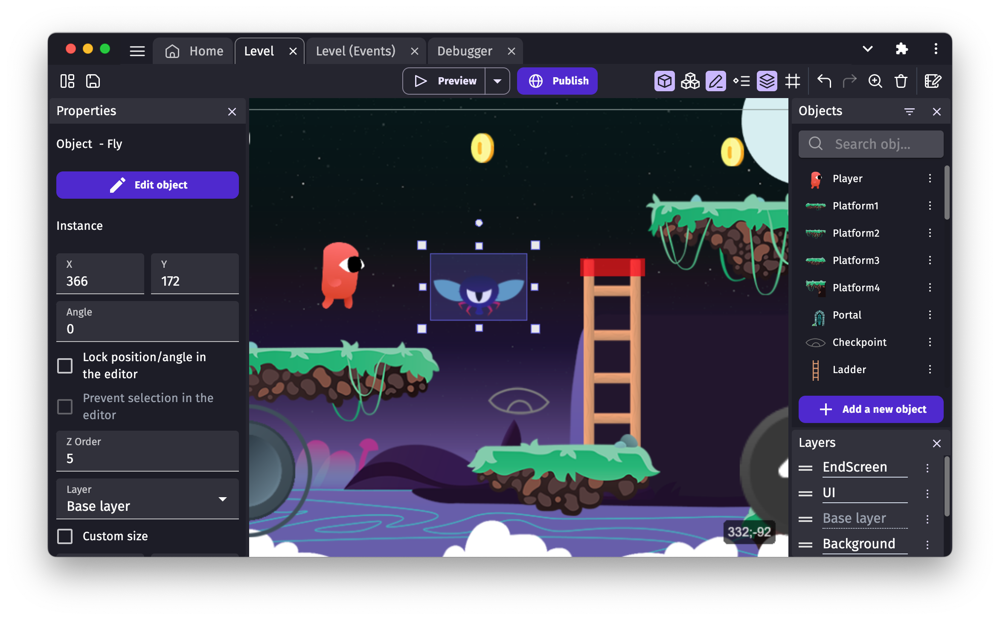 Home
Level
Level (Events)
Debugger
Preview
Publish
Properties
Object - Fly
Edit object
Instance
X
366
Y
172
Angle
0
Lock position/angle in
the editor
Prevent selection in the
editor
Z Order
5
Layer
Base layer
Custom size
332;-92
Objects
Search obj...
Player
Platform1
Platform2
Platform3
Platform4
Portal
Checkpoint
Ladder
Add a new object
Layers
EndScreen
UI
Base layer
Background